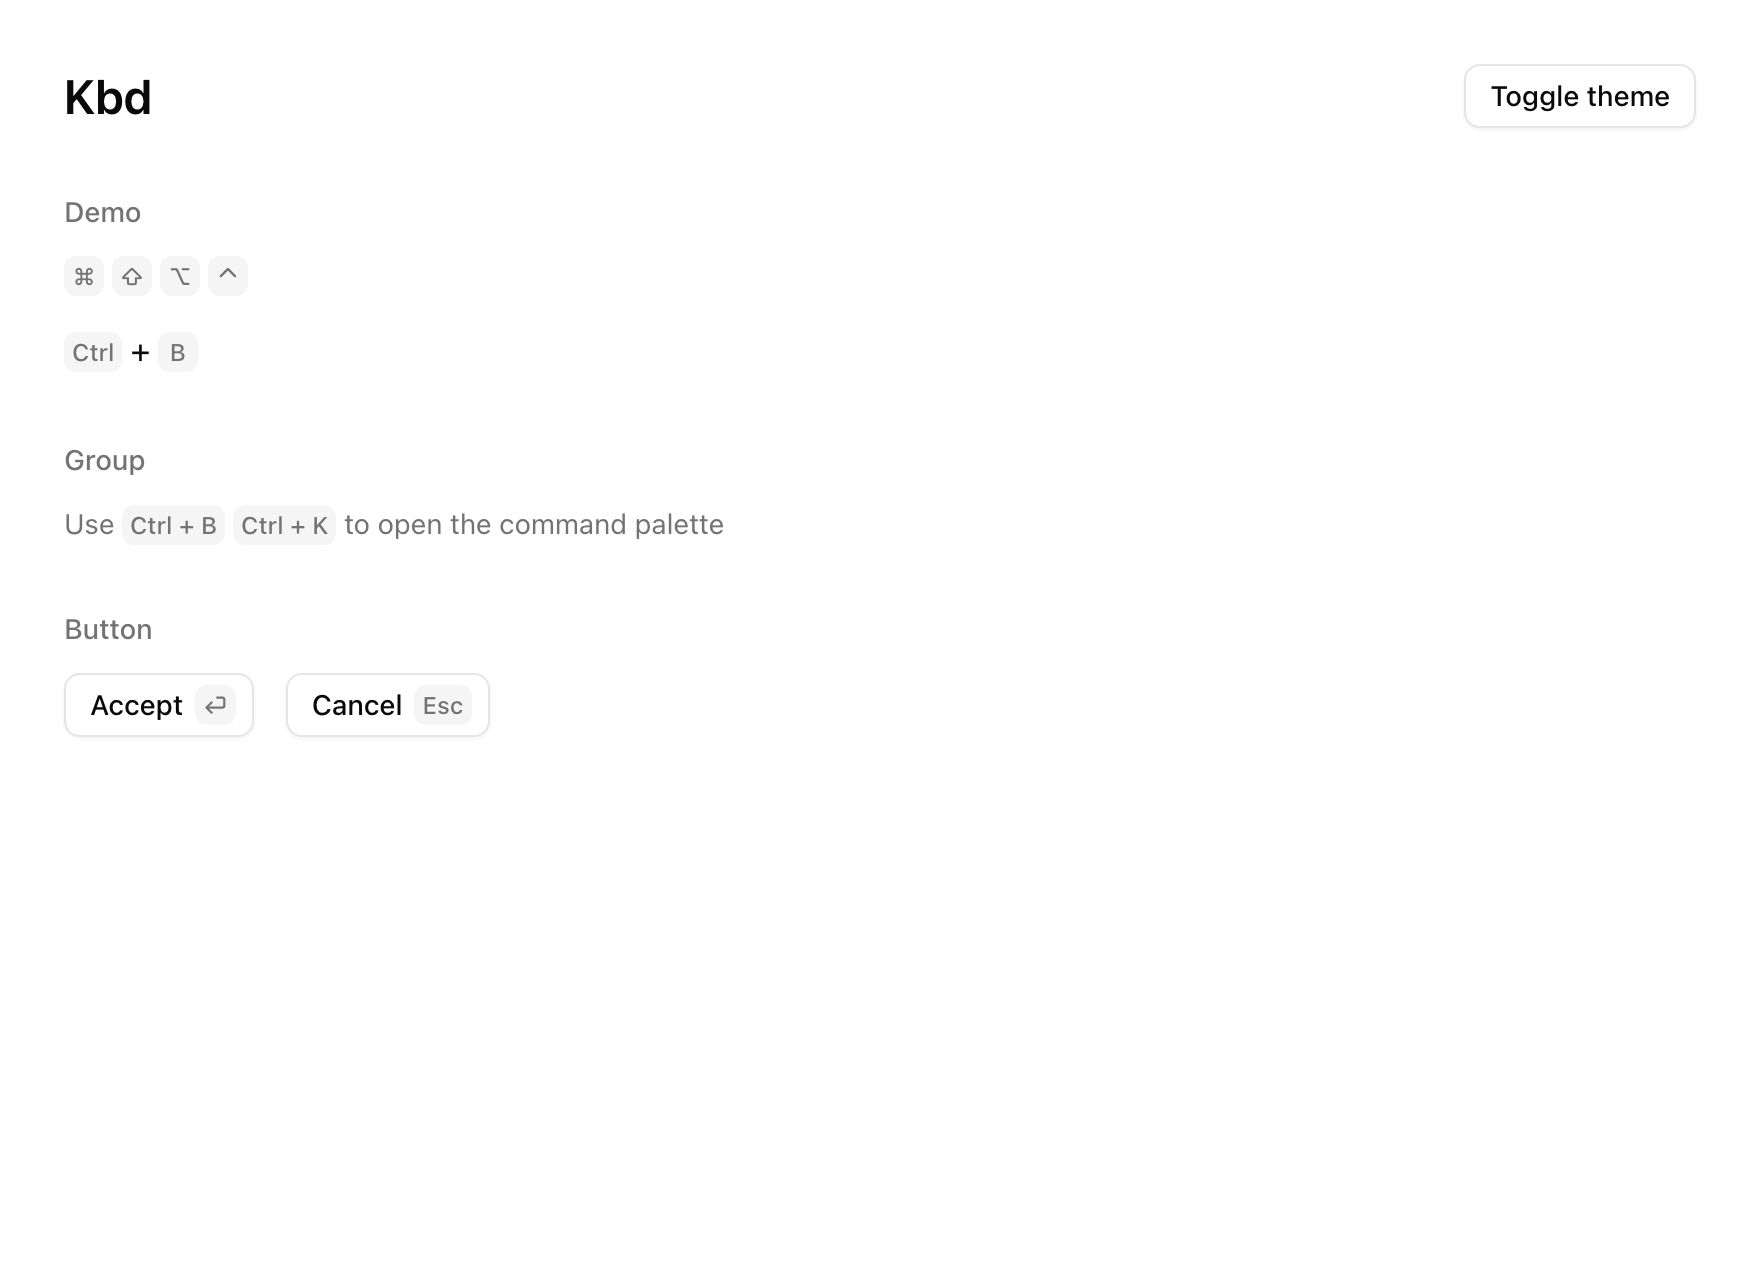 Kbd
Toggle theme
Demo
⌘ ⇧ ⌥ ⌃
Ctrl + B
Group
Use Ctrl + B Ctrl + K to open the command palette
Button
Accept ⏎ Cancel Esc